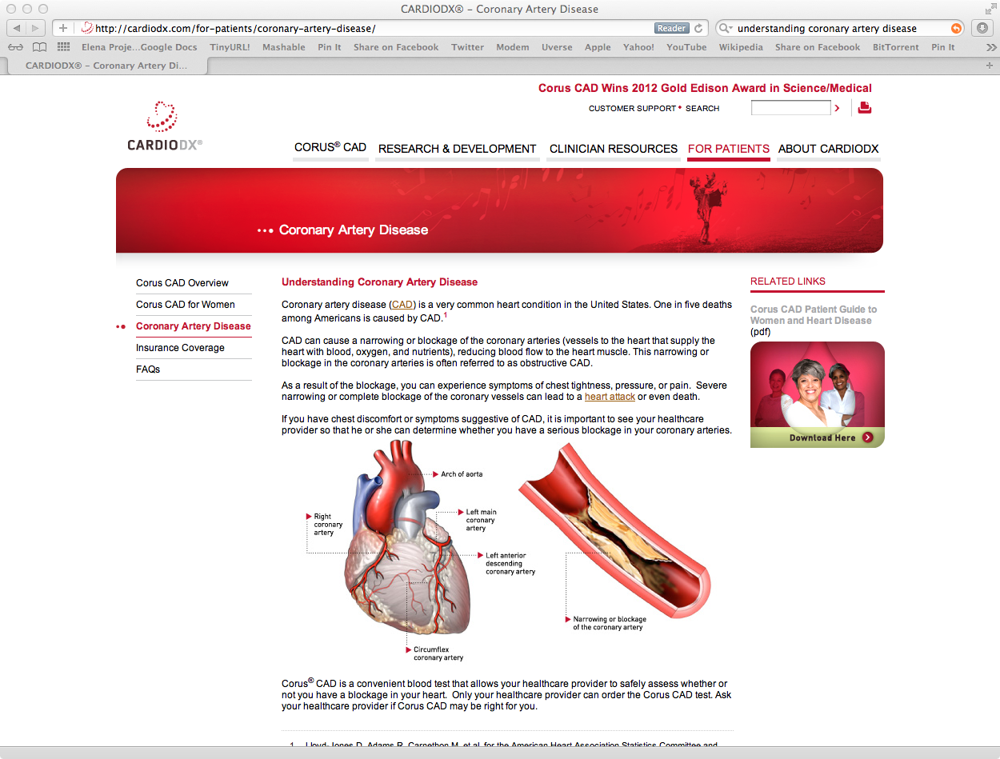 CARDIODX® – Coronary Artery Disease
http://cardiodx.com/for-patients/coronary-artery-disease/
Reader
understanding coronary artery disease
Elena Proje...Google Docs TinyURL! Mashable Pin It Share on Facebook Twitter Modem Uverse Apple Yahoo! YouTube Wikipedia Share on Facebook BitTorrent Pin It
CARDIODX® – Coronary Artery Di...
Corus CAD Wins 2012 Gold Edison Award in Science/Medical
CUSTOMER SUPPORT • SEARCH
CARDIODX®
CORUS® CAD RESEARCH & DEVELOPMENT CLINICIAN RESOURCES FOR PATIENTS ABOUT CARDIODX
Coronary Artery Disease
Corus CAD Overview
Corus CAD for Women
Coronary Artery Disease
Insurance Coverage
FAQs
Understanding Coronary Artery Disease
Coronary artery disease (CAD) is a very common heart condition in the United States. One in five deaths
among Americans is caused by CAD.1
CAD can cause a narrowing or blockage of the coronary arteries (vessels to the heart that supply the
heart with blood, oxygen, and nutrients), reducing blood flow to the heart muscle. This narrowing or
blockage in the coronary arteries is often referred to as obstructive CAD.
As a result of the blockage, you can experience symptoms of chest tightness, pressure, or pain. Severe
narrowing or complete blockage of the coronary vessels can lead to a heart attack or even death.
If you have chest discomfort or symptoms suggestive of CAD, it is important to see your healthcare
provider so that he or she can determine whether you have a serious blockage in your coronary arteries.
Arch of aorta
Right
coronary
artery
Left main
coronary
artery
Left anterior
descending
coronary artery
Circumflex
coronary artery
Narrowing or blockage
of the coronary artery
Corus® CAD is a convenient blood test that allows your healthcare provider to safely assess whether or
not you have a blockage in your heart. Only your healthcare provider can order the Corus CAD test. Ask
your healthcare provider if Corus CAD may be right for you.
1. Lloyd-Jones D, Adams R, Carnethon M, et al. for the American Heart Association Statistics Committee and
RELATED LINKS
Corus CAD Patient Guide to
Women and Heart Disease
(pdf)
Download Here